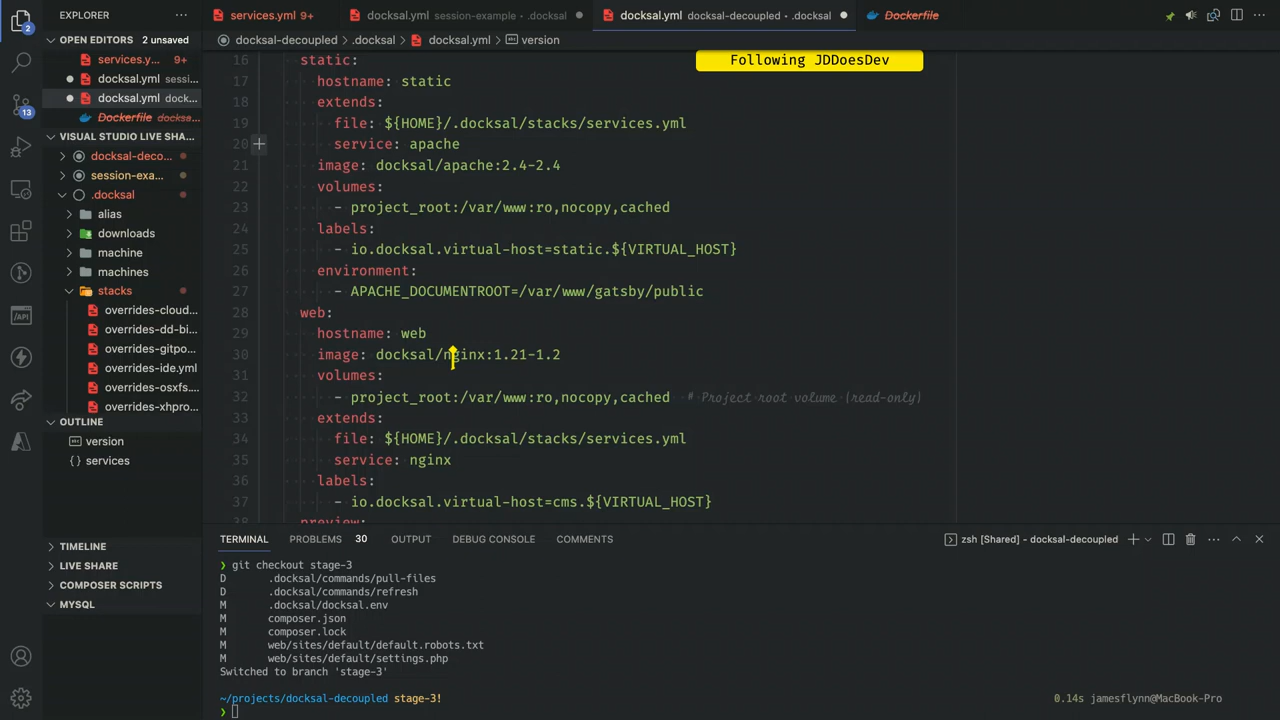 EXPLORER
services.yml 9+
docksal.yml session-example › .docksal
docksal.yml docksal-decoupled › .docksal
Dockerfile
OPEN EDITORS 2 unsaved
services.y... 9+
docksal.yml sessi...
docksal.yml dock...
Dockerfile
VISUAL STUDIO LIVE SHA...
docksal-deco...
session-exa...
.docksal
alias
downloads
machine
machines
stacks
overrides-cloud...
overrides-dd-bi...
overrides-gitpo...
overrides-ide.yml
overrides-osxfs....
overrides-xhpro...
OUTLINE
version
services
TIMELINE
LIVE SHARE
COMPOSER SCRIPTS
MYSQL
2
13
/API
docksal-decoupled › .docksal › docksal.yml › version
Following JDDoesDev
16 static:
17 hostname: static
18 extends:
19 file: ${HOME}/.docksal/stacks/services.yml
20 service: apache
21 image: docksal/apache:2.4-2.4
22 volumes:
23 - project_root:/var/www:ro,nocopy,cached
24 labels:
25 - io.docksal.virtual-host=static.${VIRTUAL_HOST}
26 environment:
27 - APACHE_DOCUMENTROOT=/var/www/gatsby/public
28 web:
29 hostname: web
30 image: docksal/nginx:1.21-1.2
31 volumes:
32 - project_root:/var/www:ro,nocopy,cached # Project root volume (read-only)
33 extends:
34 file: ${HOME}/.docksal/stacks/services.yml
35 service: nginx
36 labels:
37 - io.docksal.virtual-host=cms.${VIRTUAL_HOST}
38 preview:
TERMINAL PROBLEMS 30 OUTPUT DEBUG CONSOLE COMMENTS
zsh [Shared] - docksal-decoupled
❯ git checkout stage-3
D .docksal/commands/pull-files
D .docksal/commands/refresh
M .docksal/docksal.env
M composer.json
M composer.lock
M web/sites/default/default.robots.txt
M web/sites/default/settings.php
Switched to branch 'stage-3'
~/projects/docksal-decoupled stage-3! 0.14s jamesflynn@MacBook-Pro
❯